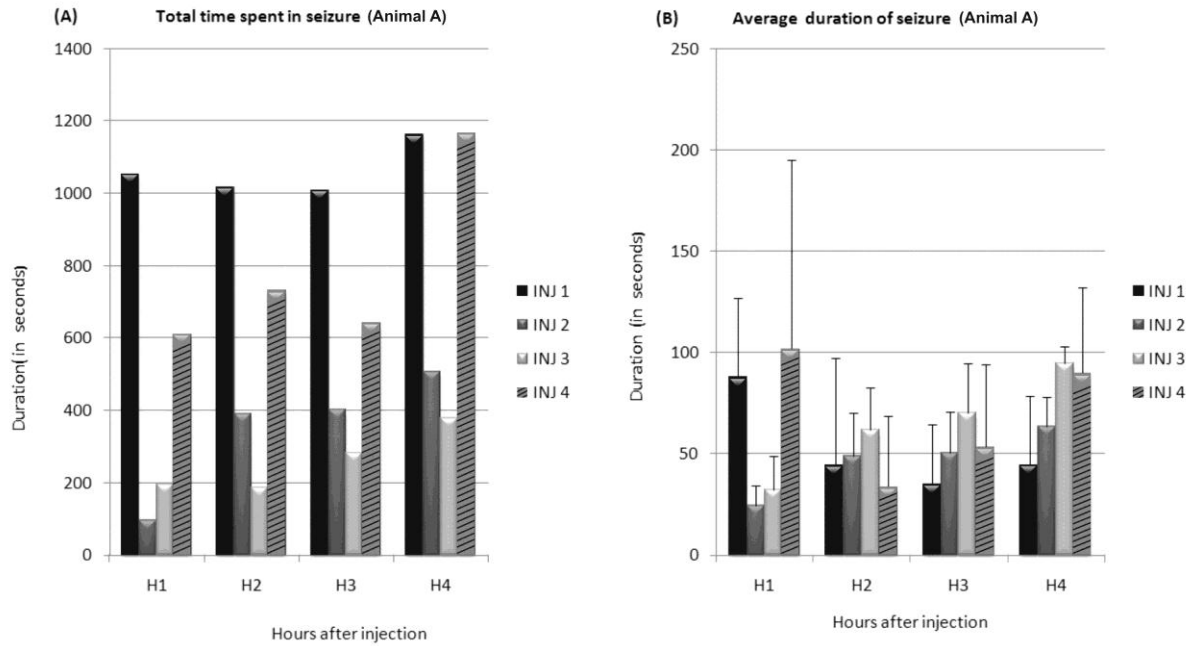 (A) Total time spent in seizure (Animal A)
1400
1200
1000
800
600
400
200
0
Duration( in seconds)
H1 H2 H3 H4
Hours after injection
INJ 1
INJ 2
INJ 3
INJ 4
(B) Average duration of seizure (Animal A)
250
200
150
100
50
0
Duration (in seconds)
H1 H2 H3 H4
Hours after injection
INJ 1
INJ 2
INJ 3
INJ 4